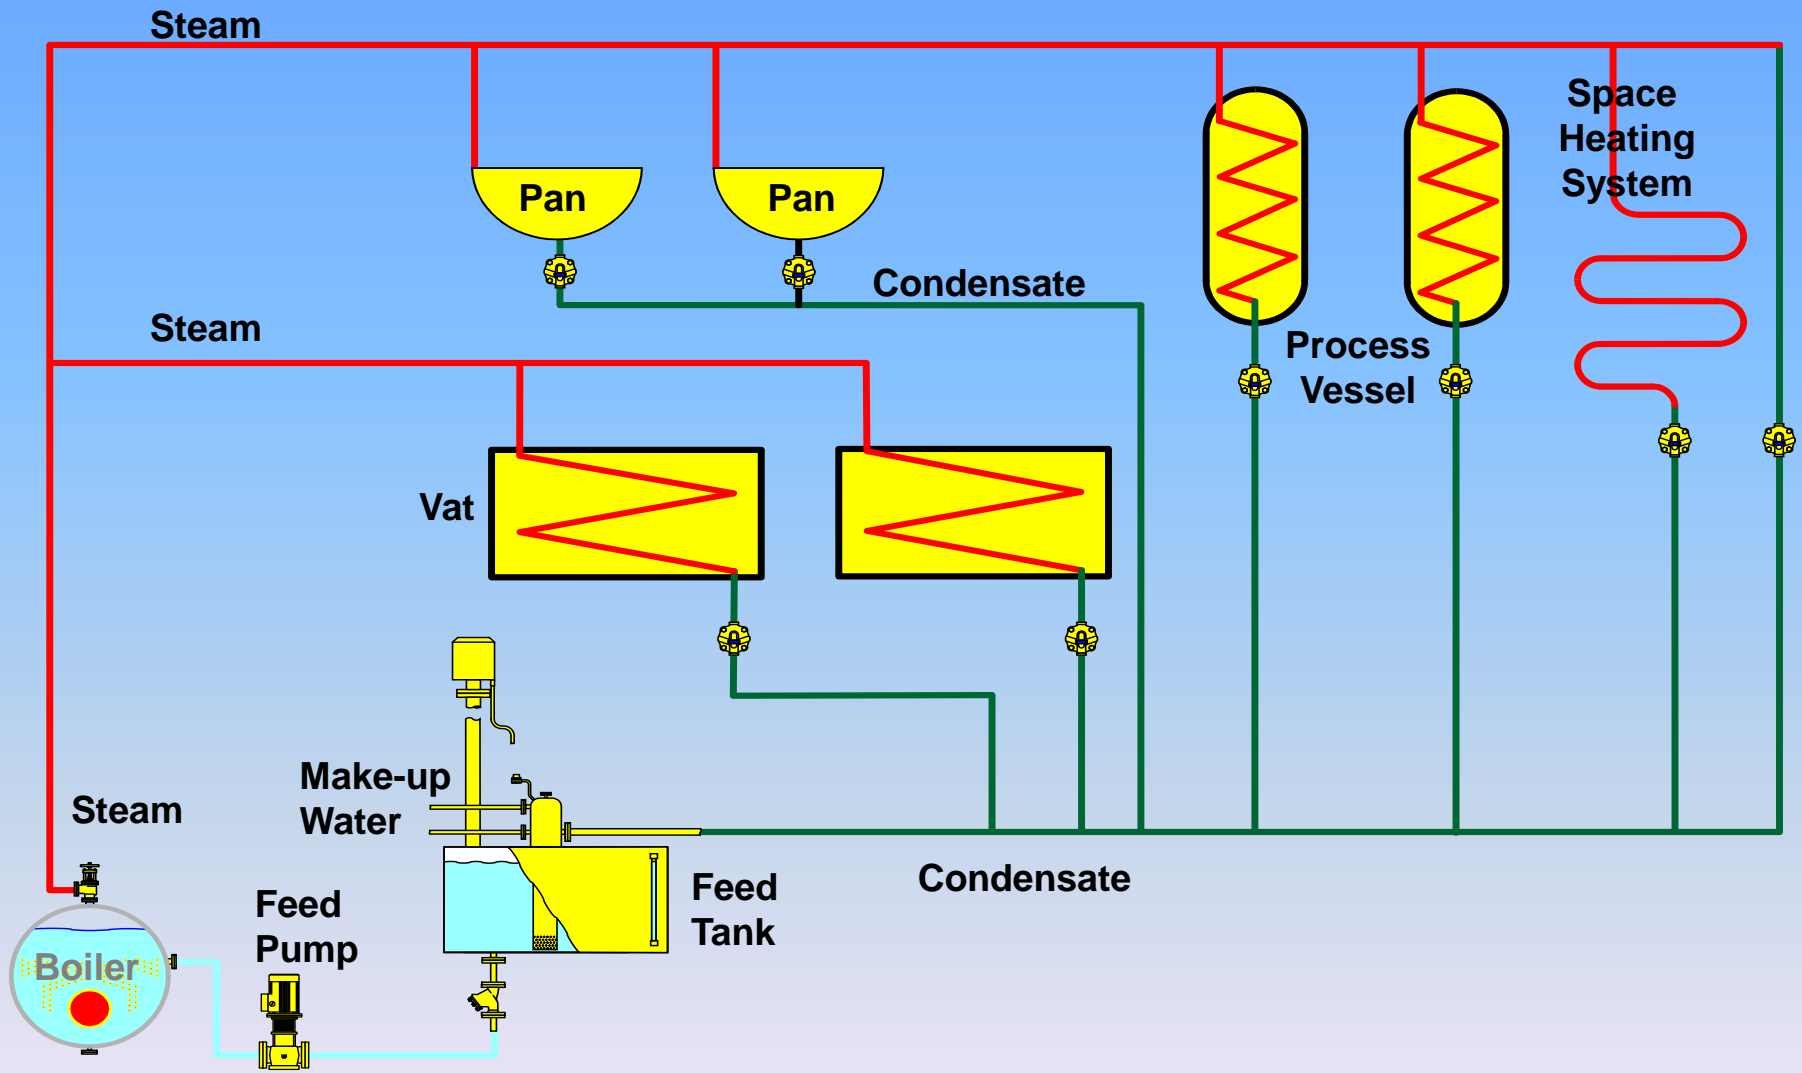 Steam
Space
Heating
System
Pan
Pan
Condensate
Steam
Process
Vessel
Vat
Make-up
Water
Steam
Feed
Tank
Condensate
Feed
Pump
Boiler